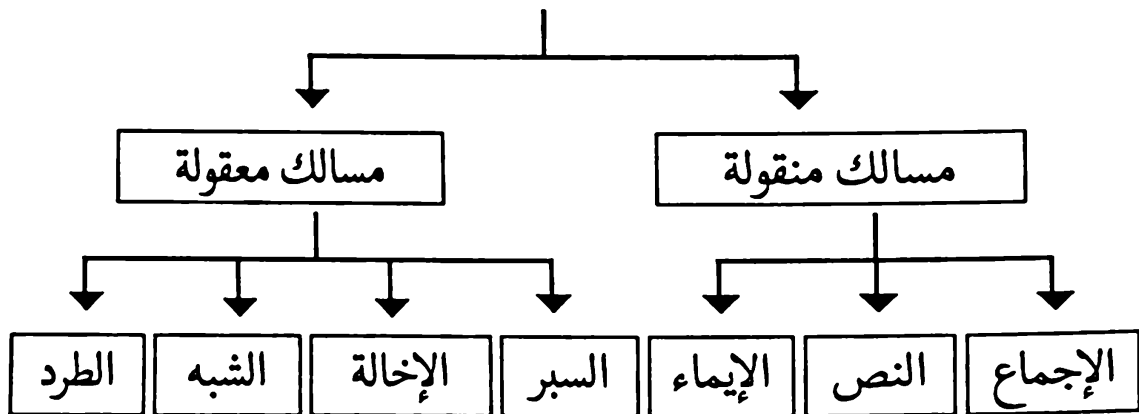 مسالك منقولة
مسالك معقولة
الإجماع
النص
الإيماء
السبر
الإخالة
الشبه
الطرد